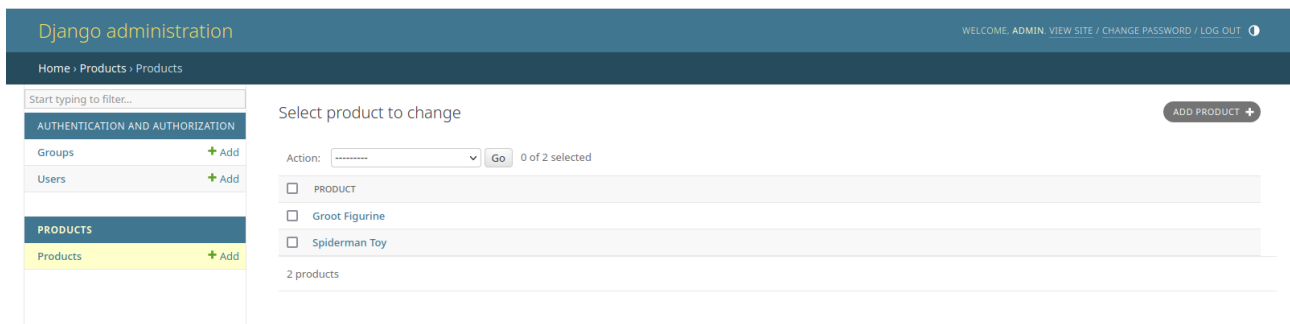 Django administration
WELCOME, ADMIN. VIEW SITE / CHANGE PASSWORD / LOG OUT
Home › Products › Products
Start typing to filter...
AUTHENTICATION AND AUTHORIZATION
Groups + Add
Users + Add
PRODUCTS
Products + Add
Select product to change
ADD PRODUCT +
Action: --------- Go 0 of 2 selected
PRODUCT
Groot Figurine
Spiderman Toy
2 products